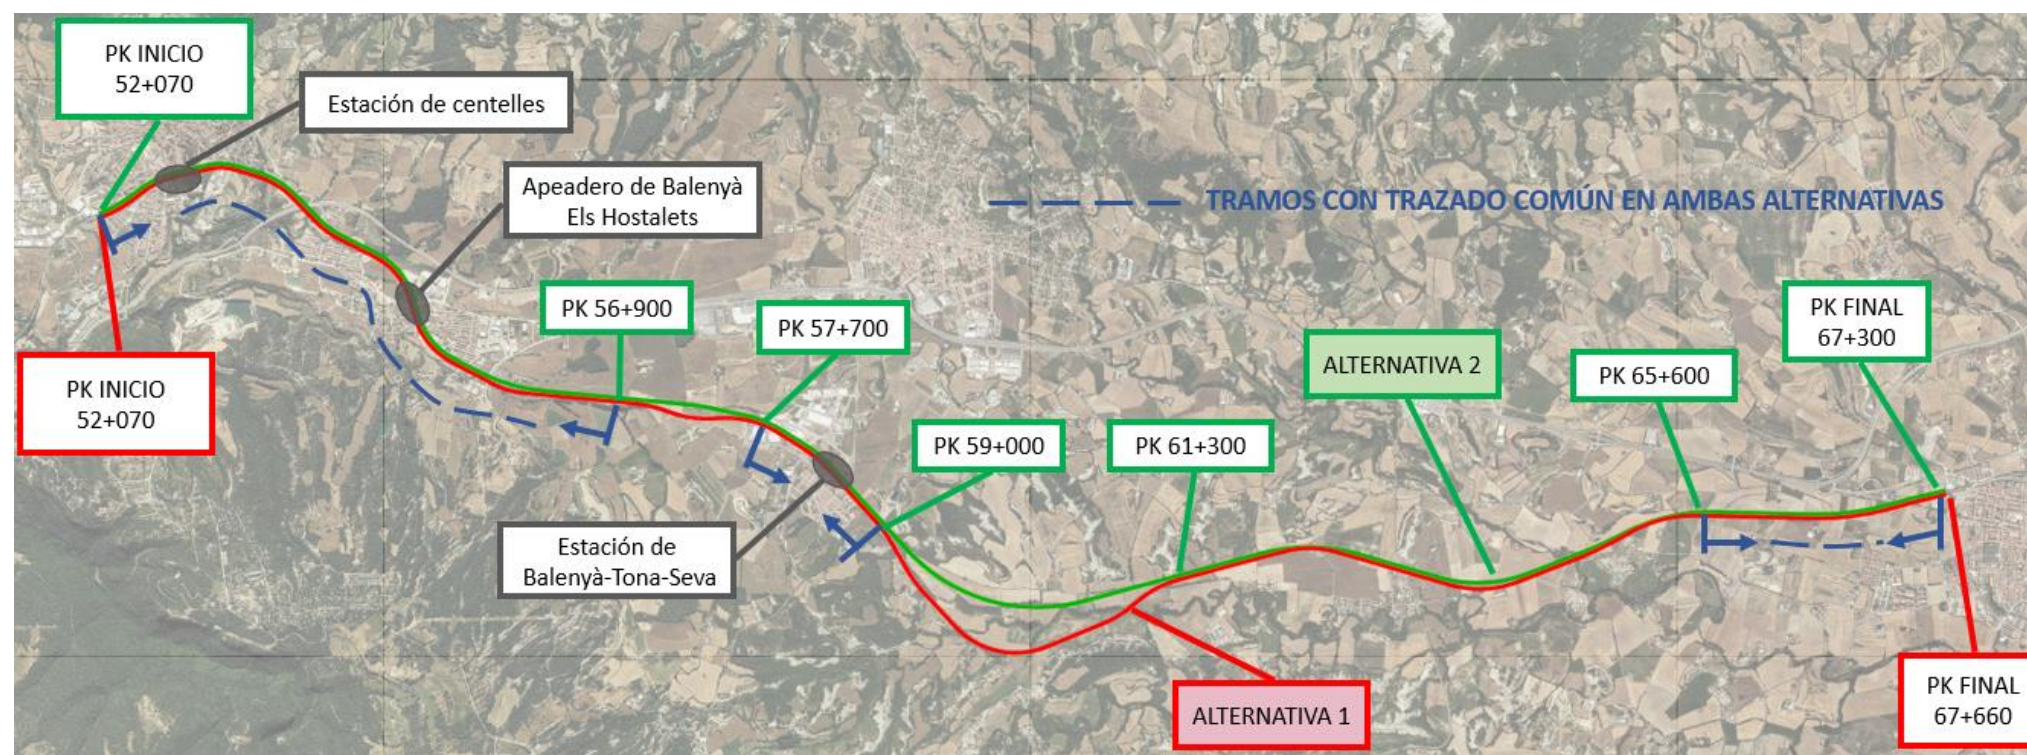 PK INICIO
52+070
Estación de centelles
Apeadero de Balenyà
Els Hostalets
TRAMOS CON TRAZADO COMÚN EN AMBAS ALTERNATIVAS
PK 56+900
PK 57+700
ALTERNATIVA 2
PK 65+600
PK FINAL
67+300
PK INICIO
52+070
PK 59+000
PK 61+300
Estación de
Balenyà-Tona-Seva
ALTERNATIVA 1
PK FINAL
67+660